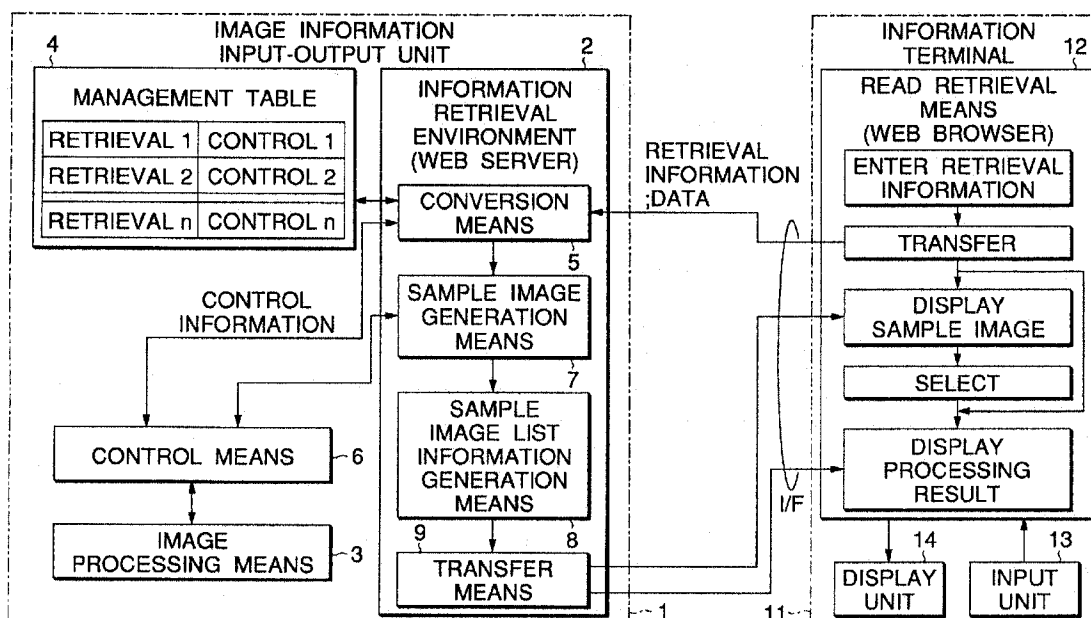 IMAGE INFORMATION
INPUT-OUTPUT UNIT
4
MANAGEMENT TABLE
RETRIEVAL 1 CONTROL 1
RETRIEVAL 2 CONTROL 2
RETRIEVAL n CONTROL n
2
INFORMATION
RETRIEVAL
ENVIRONMENT
(WEB SERVER)
CONVERSION
MEANS
5
CONTROL
INFORMATION
SAMPLE IMAGE
GENERATION
MEANS
7
SAMPLE
IMAGE LIST
INFORMATION
GENERATION
MEANS
8
CONTROL MEANS
6
IMAGE
PROCESSING MEANS
3
9
TRANSFER
MEANS
1
RETRIEVAL
INFORMATION
;DATA
I/F
INFORMATION
TERMINAL
12
READ RETRIEVAL
MEANS
(WEB BROWSER)
ENTER RETRIEVAL
INFORMATION
TRANSFER
DISPLAY
SAMPLE IMAGE
SELECT
DISPLAY
PROCESSING
RESULT
14
DISPLAY
UNIT
13
INPUT
UNIT
11